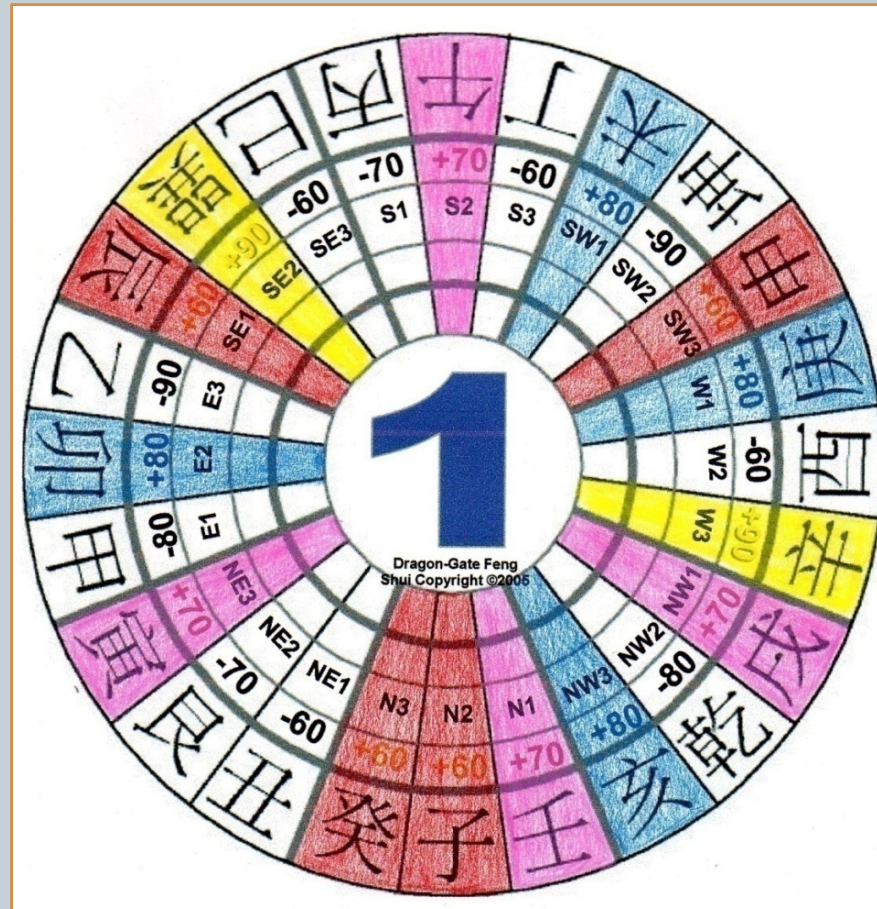 午
+70
S2
丁
-60
S3
未
+80
SW1
坤
-90
SW2
申
+60
SW3
庚
+80
W1
酉
-60
W2
辛
+90
W3
戌
+70
NW1
乾
-80
NW2
亥
+80
NW3
壬
+70
N1
子
+60
N2
癸
+60
N3
丑
-60
NE1
艮
-70
NE2
寅
+70
NE3
甲
-80
E1
卯
+80
E2
乙
-90
E3
辰
+60
SE1
巽
+90
SE2
巳
-60
SE3
丙
-70
S1
1
Dragon-Gate Feng
Shui Copyright ©2005